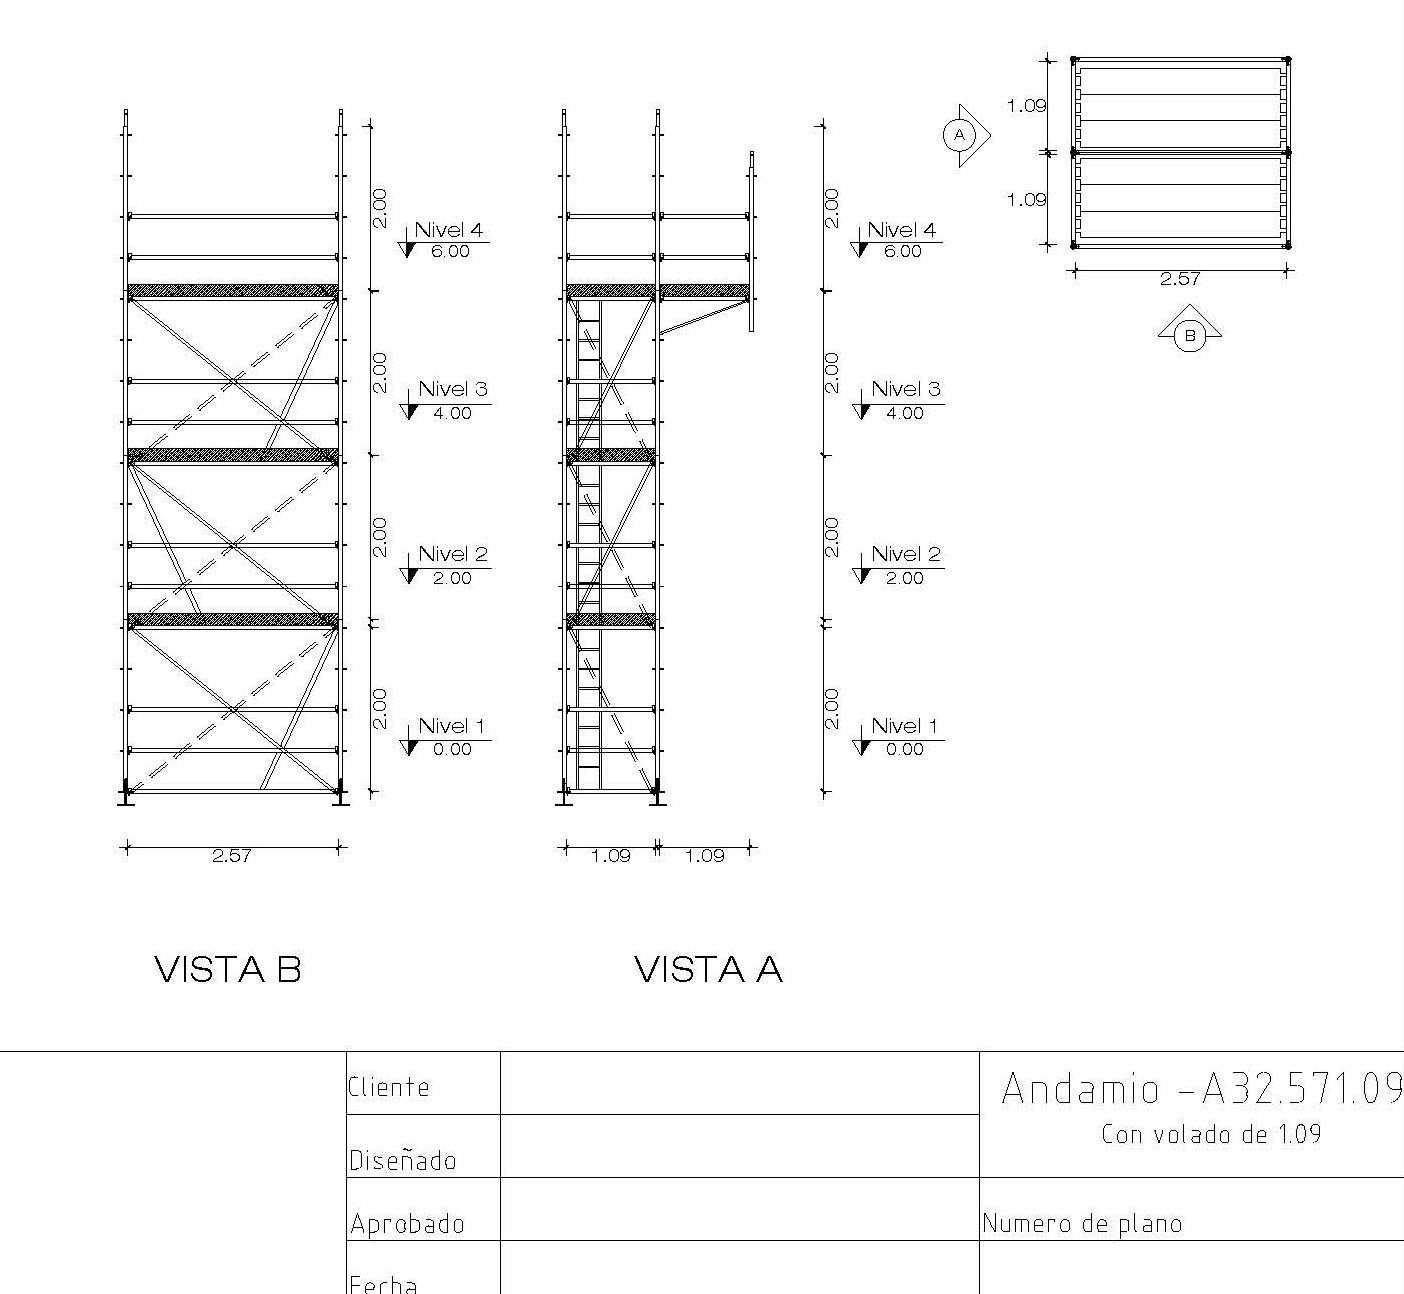 1.09
A
1.09
2.57
B
2.00
Nivel 4
6.00
2.00
Nivel 3
4.00
2.00
Nivel 2
2.00
2.00
Nivel 1
0.00
2.57
VISTA B
2.00
Nivel 4
6.00
2.00
Nivel 3
4.00
2.00
Nivel 2
2.00
2.00
Nivel 1
0.00
1.09 1.09
VISTA A
Cliente
Diseñado
Aprobado
Fecha
Andamio -A32.571.09
Con volado de 1.09
Numero de plano